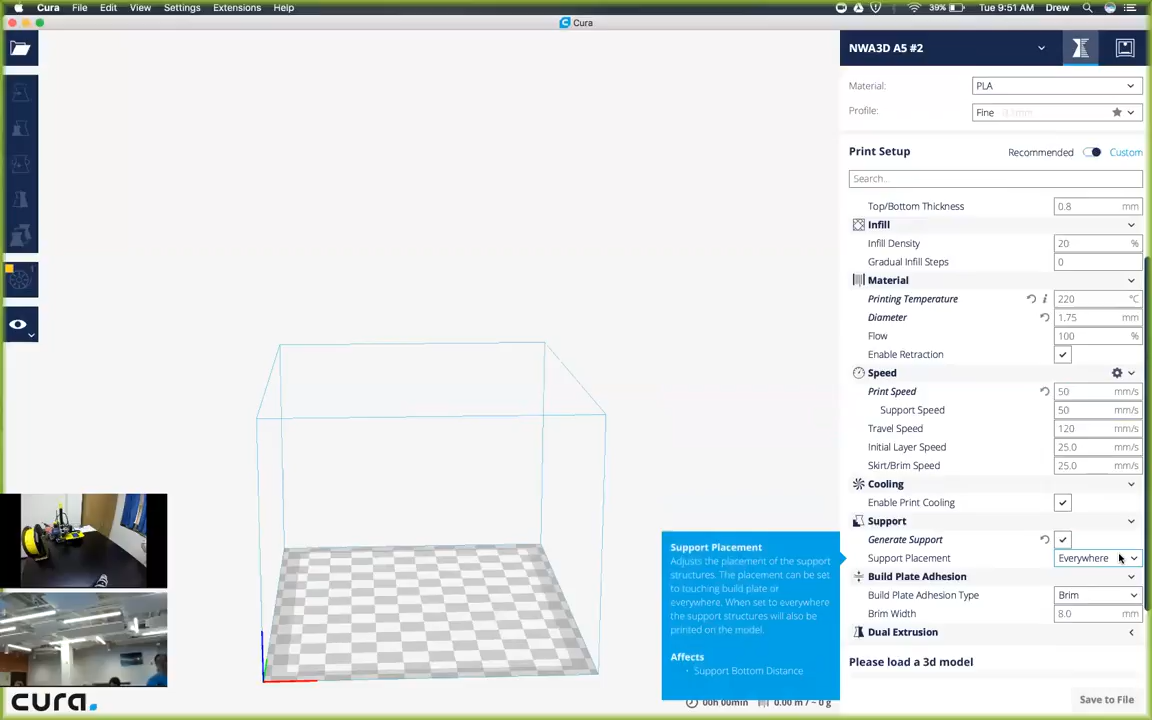 Cura File Edit View Settings Extensions Help
39% Tue 9:51 AM Drew
Cura
NWA3D A5 #2
Material: PLA
Profile: Fine 0.1mm
Print Setup Recommended Custom
Search...
Top/Bottom Thickness 0.8 mm
Infill
Infill Density 20 %
Gradual Infill Steps 0
Material
Printing Temperature i 220 °C
Diameter 1.75 mm
Flow 100 %
Enable Retraction
Speed
Print Speed 50 mm/s
Support Speed 50 mm/s
Travel Speed 120 mm/s
Initial Layer Speed 25.0 mm/s
Skirt/Brim Speed 25.0 mm/s
Cooling
Enable Print Cooling
Support
Generate Support
Support Placement Everywhere
Build Plate Adhesion
Build Plate Adhesion Type Brim
Brim Width 8.0 mm
Dual Extrusion
Please load a 3d model
Save to File
Support Placement
Adjusts the placement of the support
structures. The placement can be set
to touching build plate or
everywhere. When set to everywhere
the support structures will also be
printed on the model.
Affects
· Support Bottom Distance
00h 00min 0.00 m / ~ 0 g
cura.